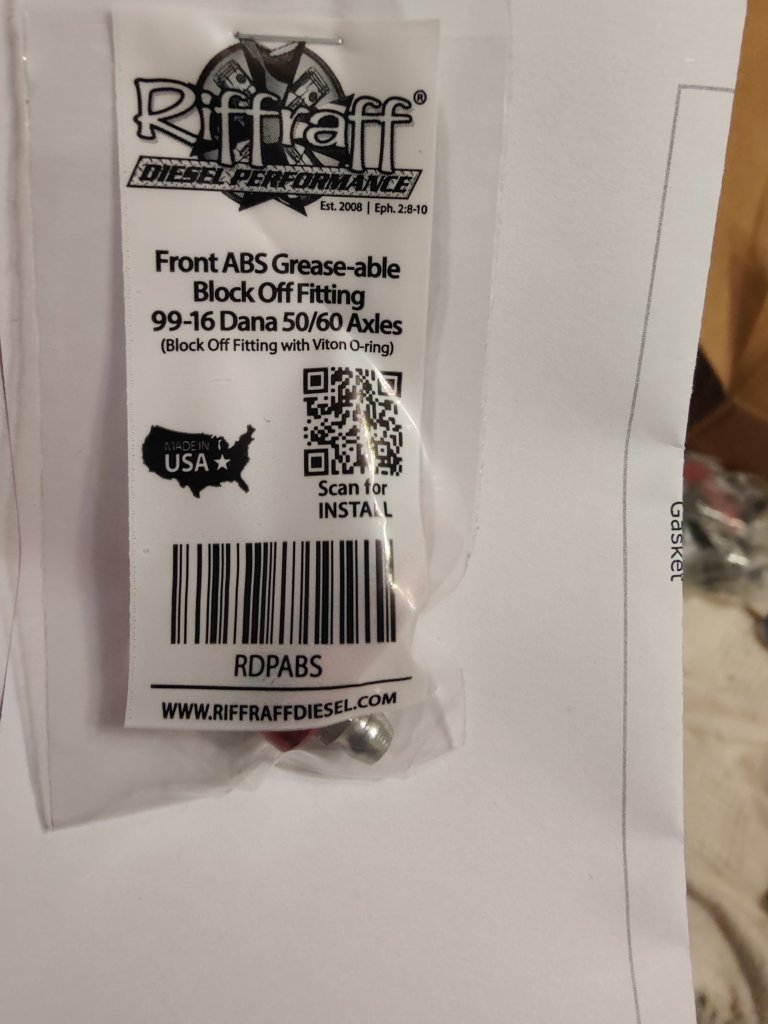 Riffraff®
DIESEL PERFORMANCE
Est. 2008 | Eph. 2:8-10
Front ABS Grease-able
Block Off Fitting
99-16 Dana 50/60 Axles
(Block Off Fitting with Viton O-ring)
MADE IN
USA
Scan for
INSTALL
RDPABS
WWW.RIFFRAFFDIESEL.COM
Gasket